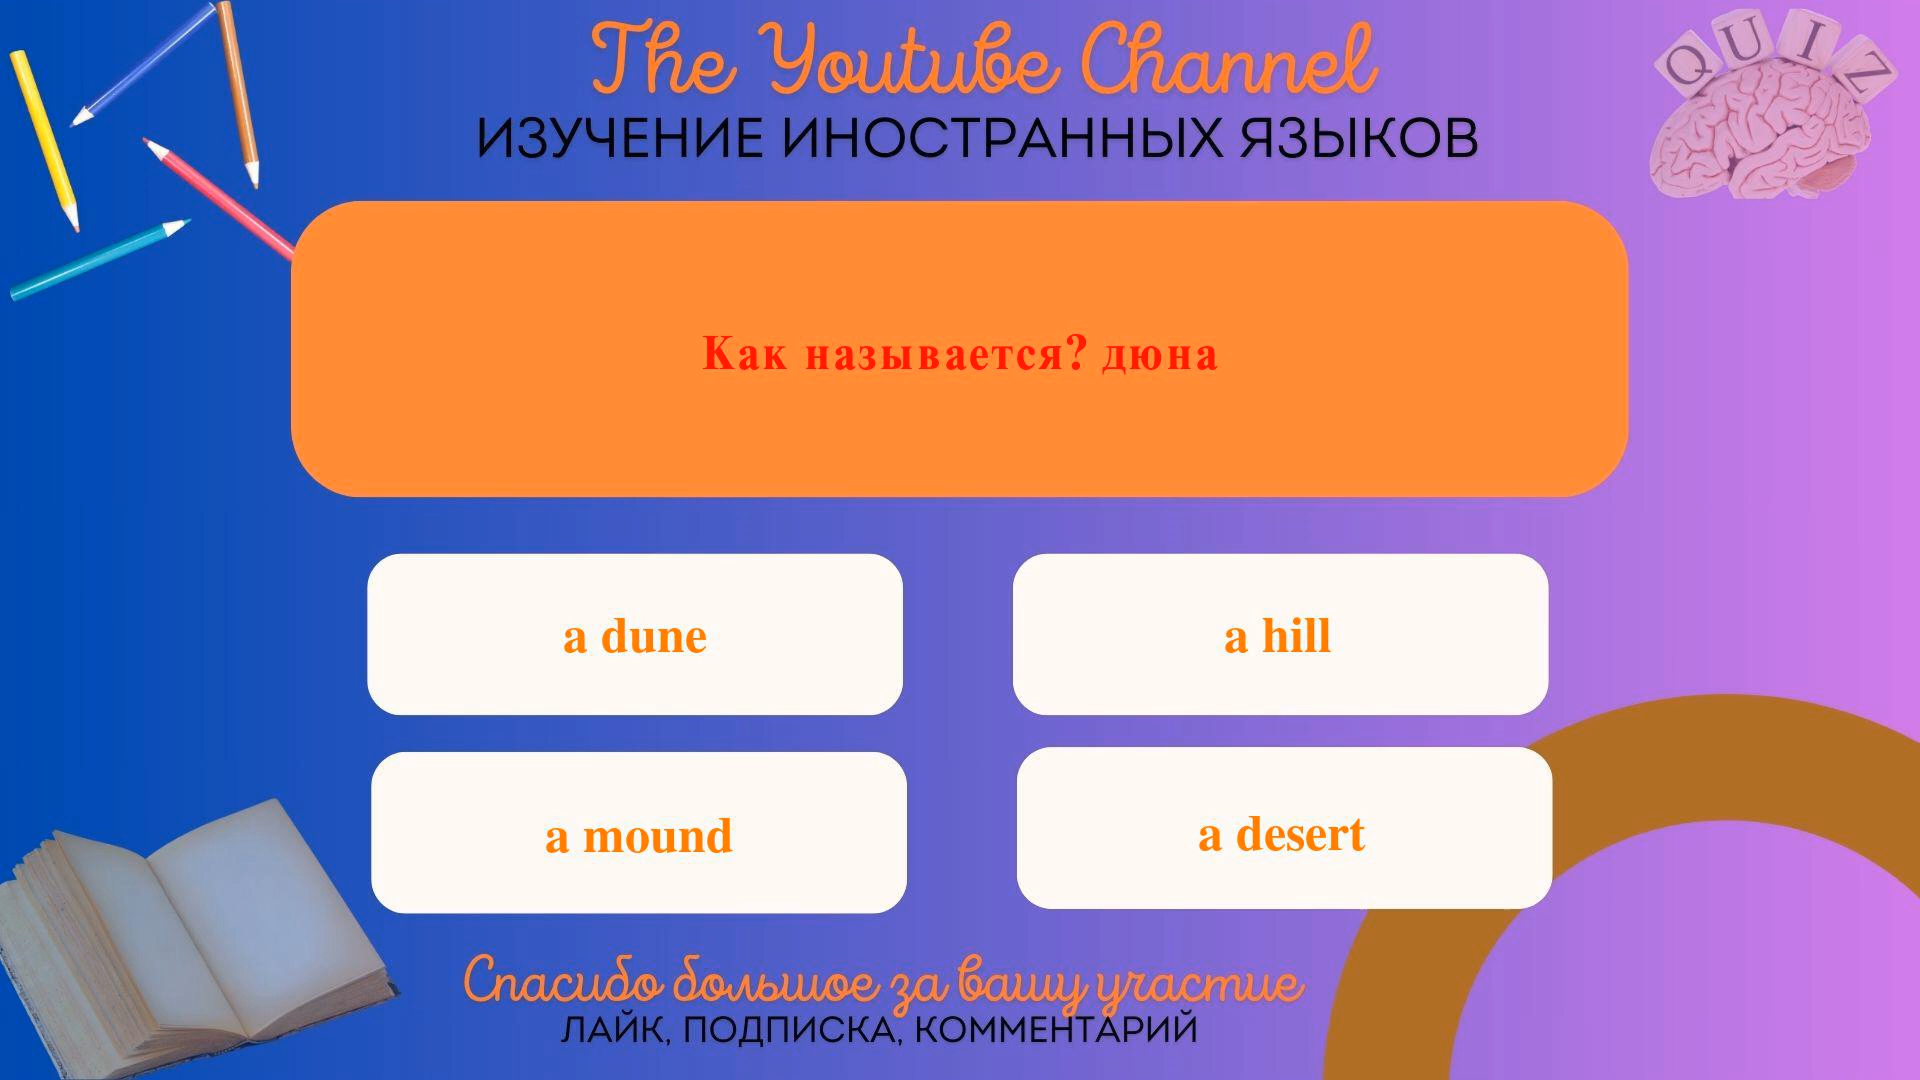 The Youtube Channel
QUIZ
ИЗУЧЕНИЕ ИНОСТРАННЫХ ЯЗЫКОВ
Как называется? дюна
a dune
a hill
a mound
a desert
Спасибо большое за вашу участие
ЛАЙК, ПОДПИСКА, КОММЕНТАРИЙ